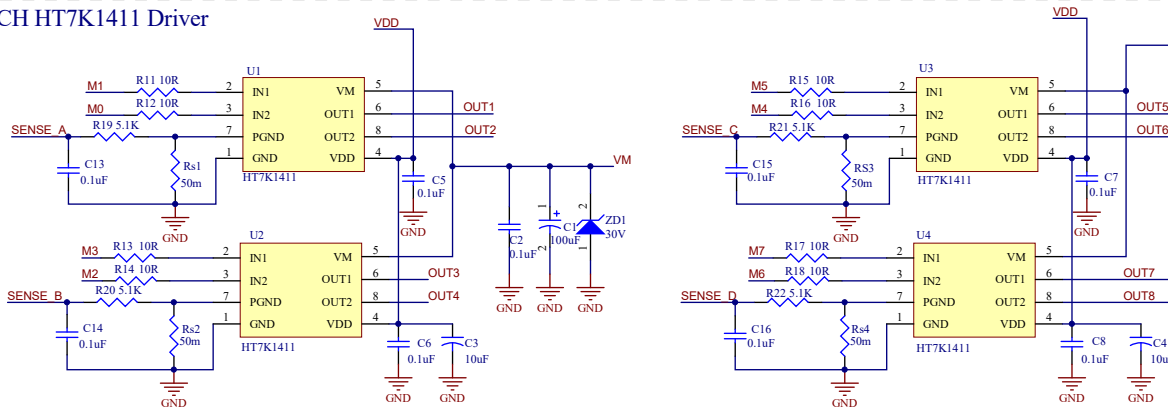 CH HT7K1411 Driver
VDD
U1
M1
R11 10R
2
IN1
VM
5
M0
R12 10R
3
IN2
OUT1
6
OUT1
SENSE_A
R19 5.1K
7
PGND
OUT2
8
OUT2
1
GND
VDD
4
HT7K1411
C13
0.1uF
Rs1
50m
GND
C5
0.1uF
GND
VM
C2
0.1uF
GND
1
2
C1
100uF
GND
2
1
ZD1
30V
GND
U2
M3
R13 10R
2
IN1
VM
5
M2
R14 10R
3
IN2
OUT1
6
OUT3
SENSE_B
R20 5.1K
7
PGND
OUT2
8
OUT4
1
GND
VDD
4
HT7K1411
C14
0.1uF
Rs2
50m
GND
C6
0.1uF
GND
C3
10uF
GND
VDD
U3
M5
R15 10R
2
IN1
VM
5
M4
R16 10R
3
IN2
OUT1
6
OUT5
SENSE_C
R21 5.1K
7
PGND
OUT2
8
OUT6
1
GND
VDD
4
HT7K1411
C15
0.1uF
RS3
50m
GND
C7
0.1uF
GND
U4
M7
R17 10R
2
IN1
VM
5
M6
R18 10R
3
IN2
OUT1
6
OUT7
SENSE_D
R22 5.1K
7
PGND
OUT2
8
OUT8
1
GND
VDD
4
HT7K1411
C16
0.1uF
Rs4
50m
GND
C8
0.1uF
GND
C4
10u
GND